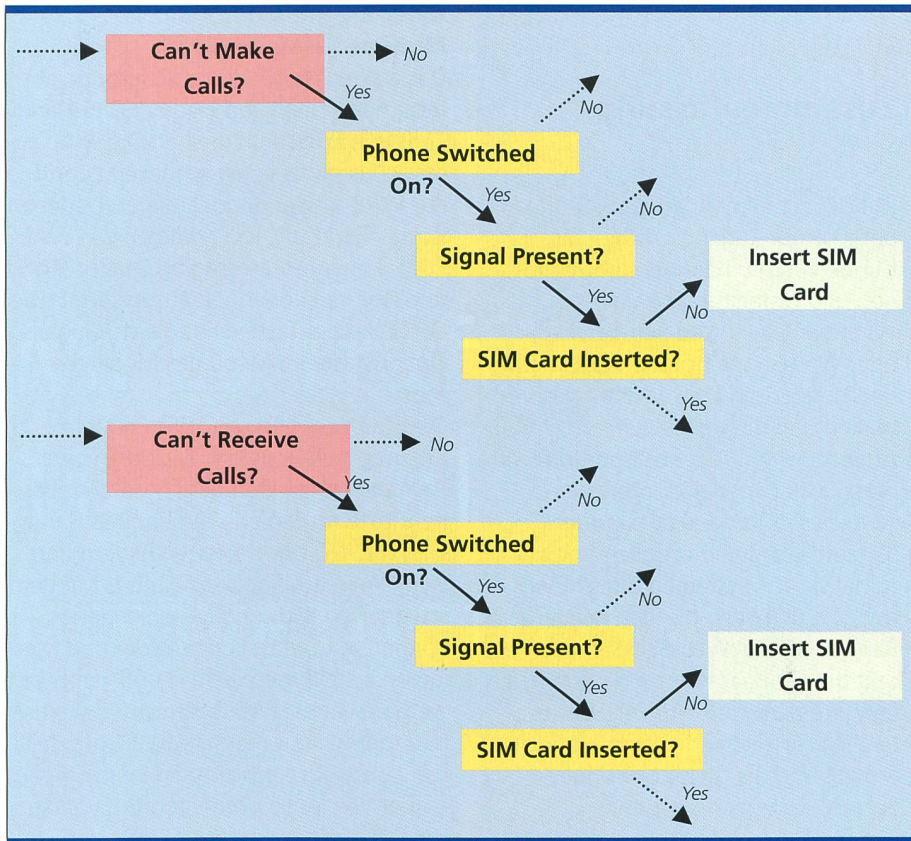 Can't Make
Calls?
No
Yes
No
Phone Switched
On?
Yes
No
Signal Present?
Yes
Insert SIM
Card
No
SIM Card Inserted?
Yes
Can't Receive
Calls?
No
Yes
No
Phone Switched
On?
Yes
No
Signal Present?
Yes
Insert SIM
Card
No
SIM Card Inserted?
Yes